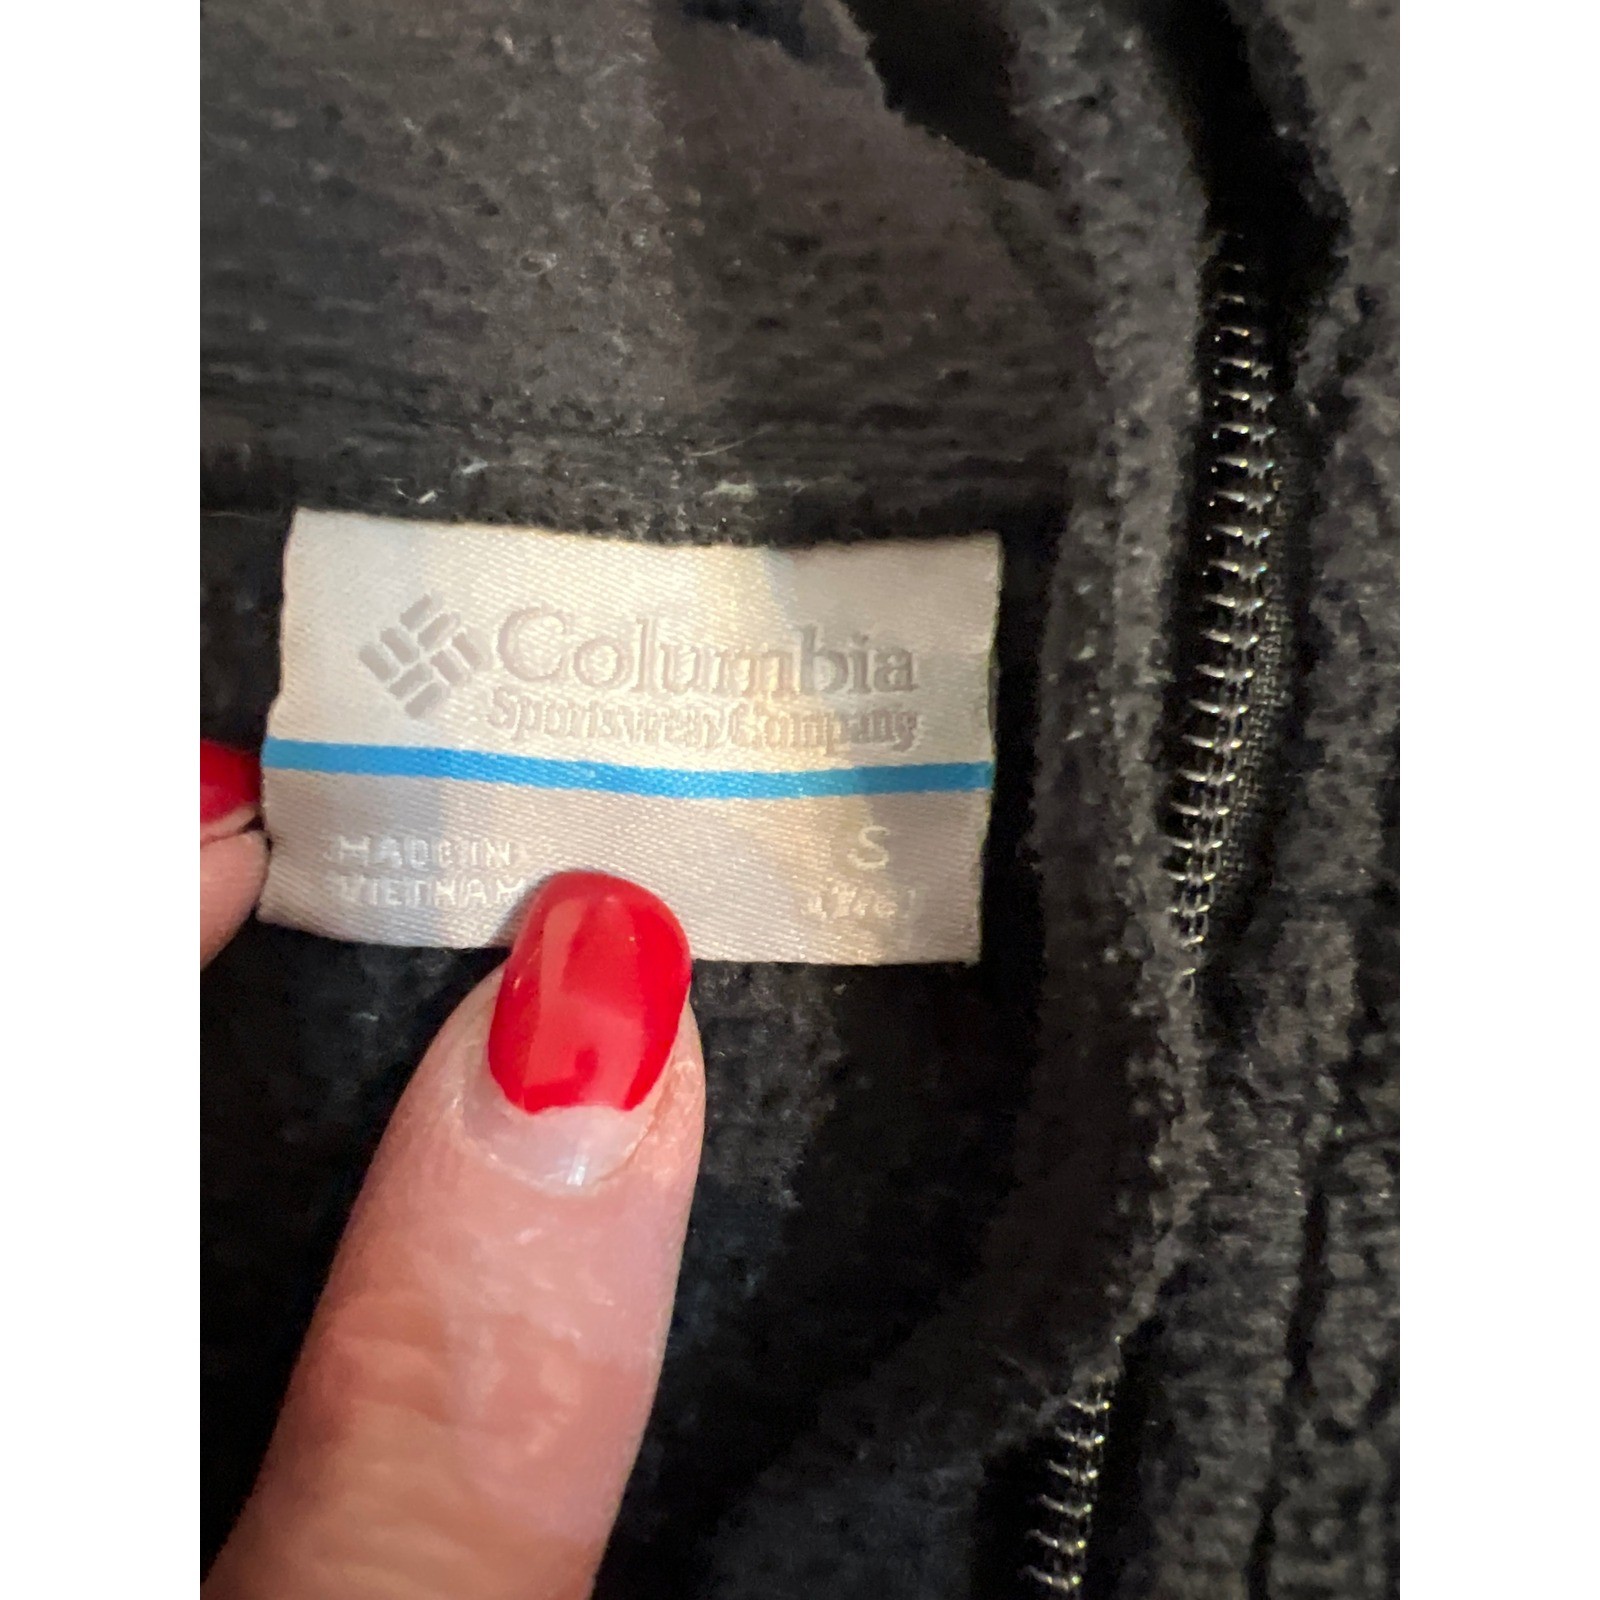 Columbia
Sportswear Company
MADE IN
VIETNAM
S